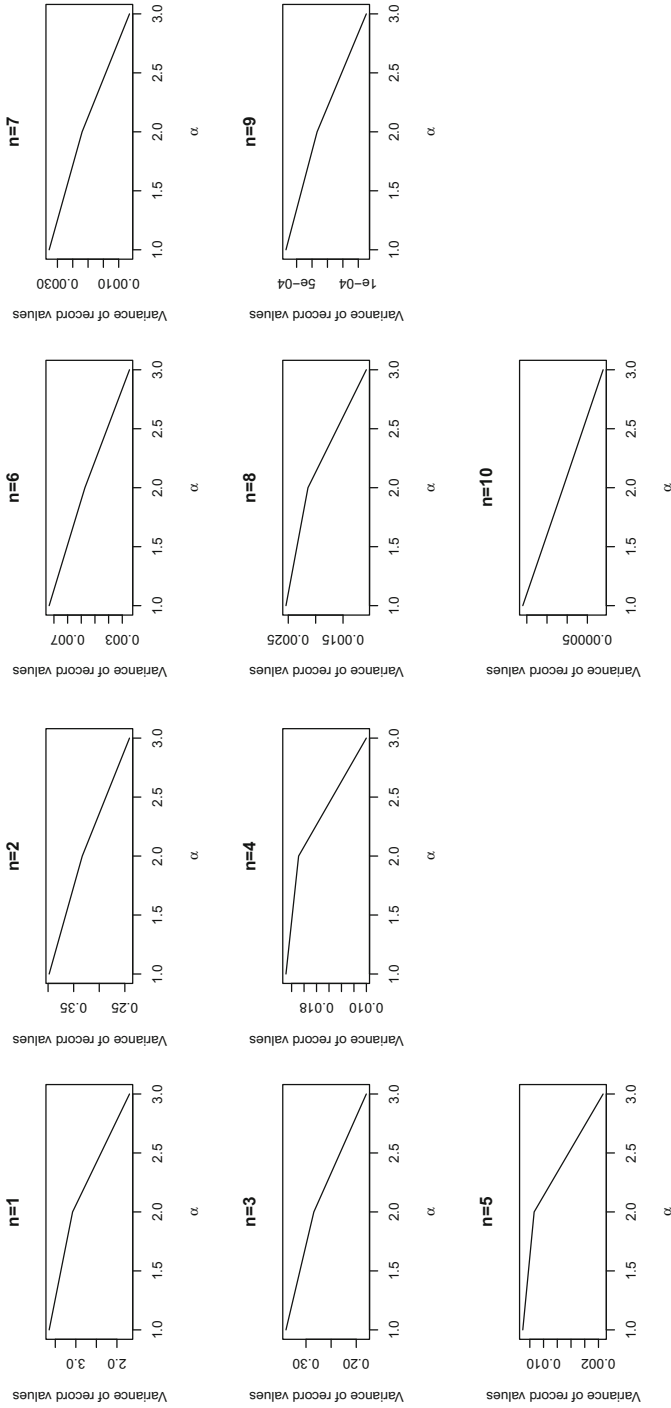 n=1
Variance of record values
3.0
2.0
1.0 1.5 2.0 2.5 3.0
α
n=2
Variance of record values
0.35
0.25
1.0 1.5 2.0 2.5 3.0
α
n=6
Variance of record values
0.007
0.003
1.0 1.5 2.0 2.5 3.0
α
n=7
Variance of record values
0.0030
0.0010
1.0 1.5 2.0 2.5 3.0
α
n=3
Variance of record values
0.30
0.20
1.0 1.5 2.0 2.5 3.0
α
n=4
Variance of record values
0.018
0.010
1.0 1.5 2.0 2.5 3.0
α
n=8
Variance of record values
0.0025
0.0015
1.0 1.5 2.0 2.5 3.0
α
n=9
Variance of record values
5e−04
1e−04
1.0 1.5 2.0 2.5 3.0
α
n=5
Variance of record values
0.010
0.002
1.0 1.5 2.0 2.5 3.0
α
n=10
Variance of record values
0.00005
1.0 1.5 2.0 2.5 3.0
α